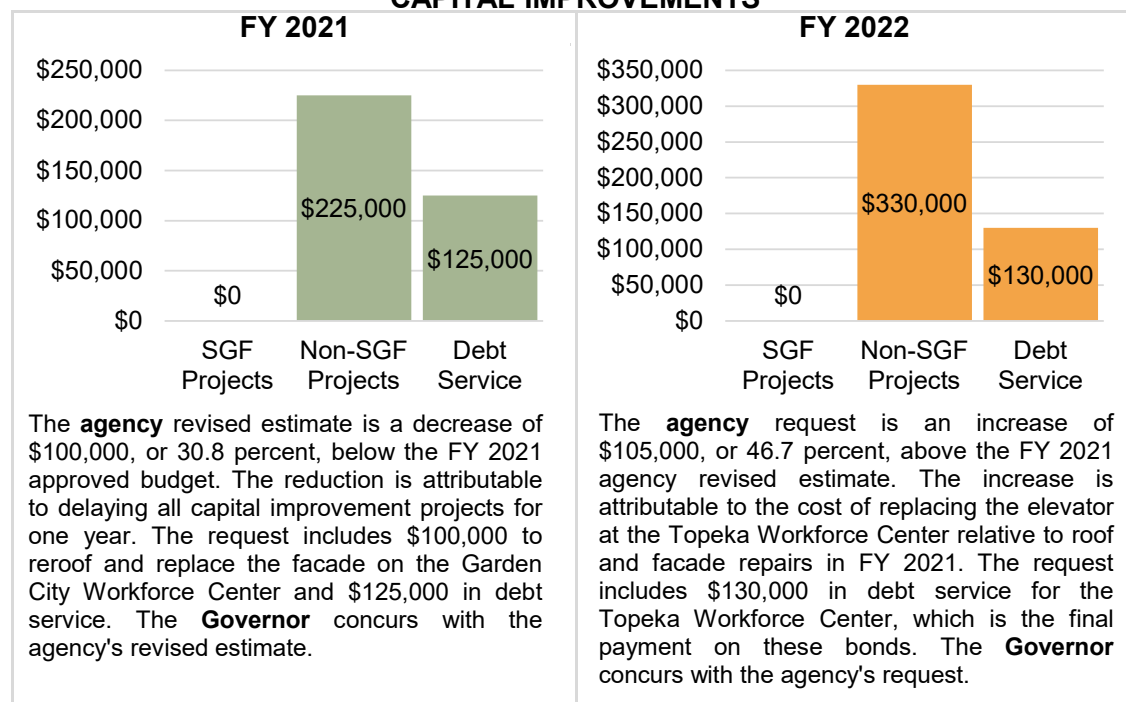 CAPITAL IMPROVEMENTS
FY 2021
$250,000
$200,000
$150,000
$100,000
$50,000
$0
$0
$225,000
$125,000
SGF Projects
Non-SGF Projects
Debt Service
The agency revised estimate is a decrease of
$100,000, or 30.8 percent, below the FY 2021
approved budget. The reduction is attributable
to delaying all capital improvement projects for
one year. The request includes $100,000 to
reroof and replace the facade on the Garden
City Workforce Center and $125,000 in debt
service. The Governor concurs with the
agency's revised estimate.
FY 2022
$350,000
$300,000
$250,000
$200,000
$150,000
$100,000
$50,000
$0
$0
$330,000
$130,000
SGF Projects
Non-SGF Projects
Debt Service
The agency request is an increase of
$105,000, or 46.7 percent, above the FY 2021
agency revised estimate. The increase is
attributable to the cost of replacing the elevator
at the Topeka Workforce Center relative to roof
and facade repairs in FY 2021. The request
includes $130,000 in debt service for the
Topeka Workforce Center, which is the final
payment on these bonds. The Governor
concurs with the agency's request.